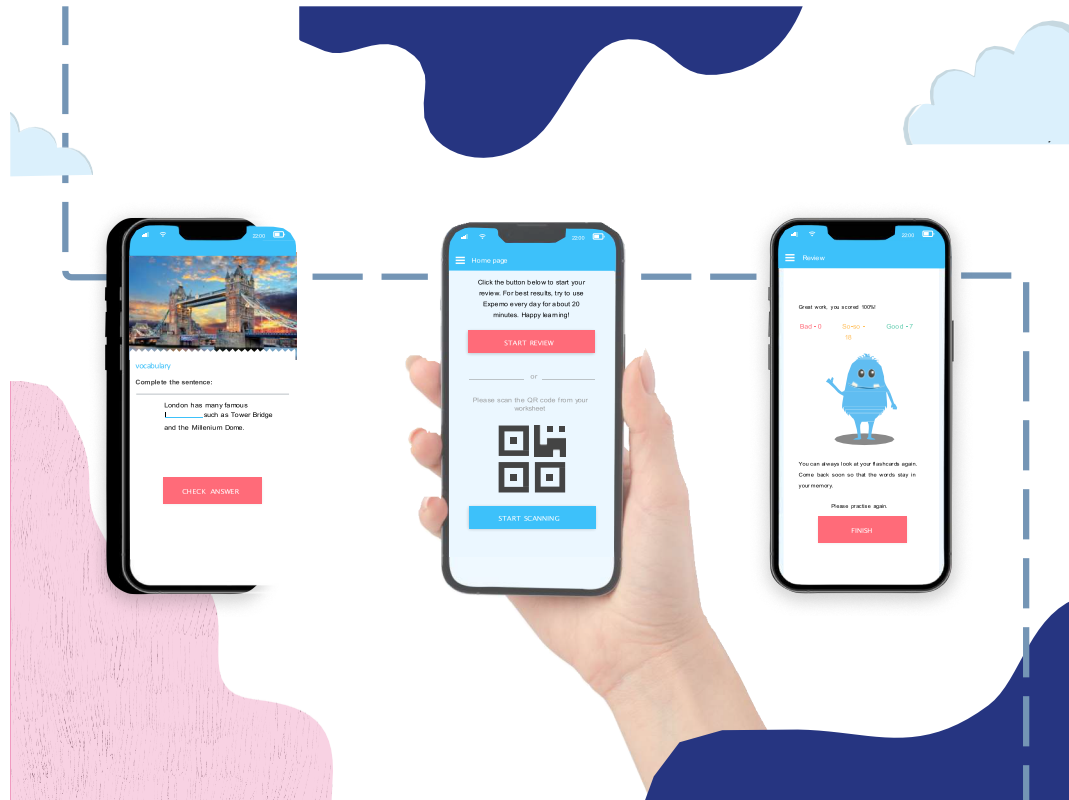 22:00
vocabulary
Complete the sentence:
London has many famous
l__________ such as Tower Bridge
and the Millenium Dome.
CHECK ANSWER
22:00
Home page
Click the button below to start your
review. For best results, try to use
Expemo every day for about 20
minutes. Happy learning!
START REVIEW
or
Please scan the QR code from your
worksheet
START SCANNING
22:00
Review
Great work, you scored 100%!
Bad - 0 So-so - Good - 7
You can always look at your flashcards again.
Come back soon so that the words stay in
your memory.
Please practise again.
FINISH